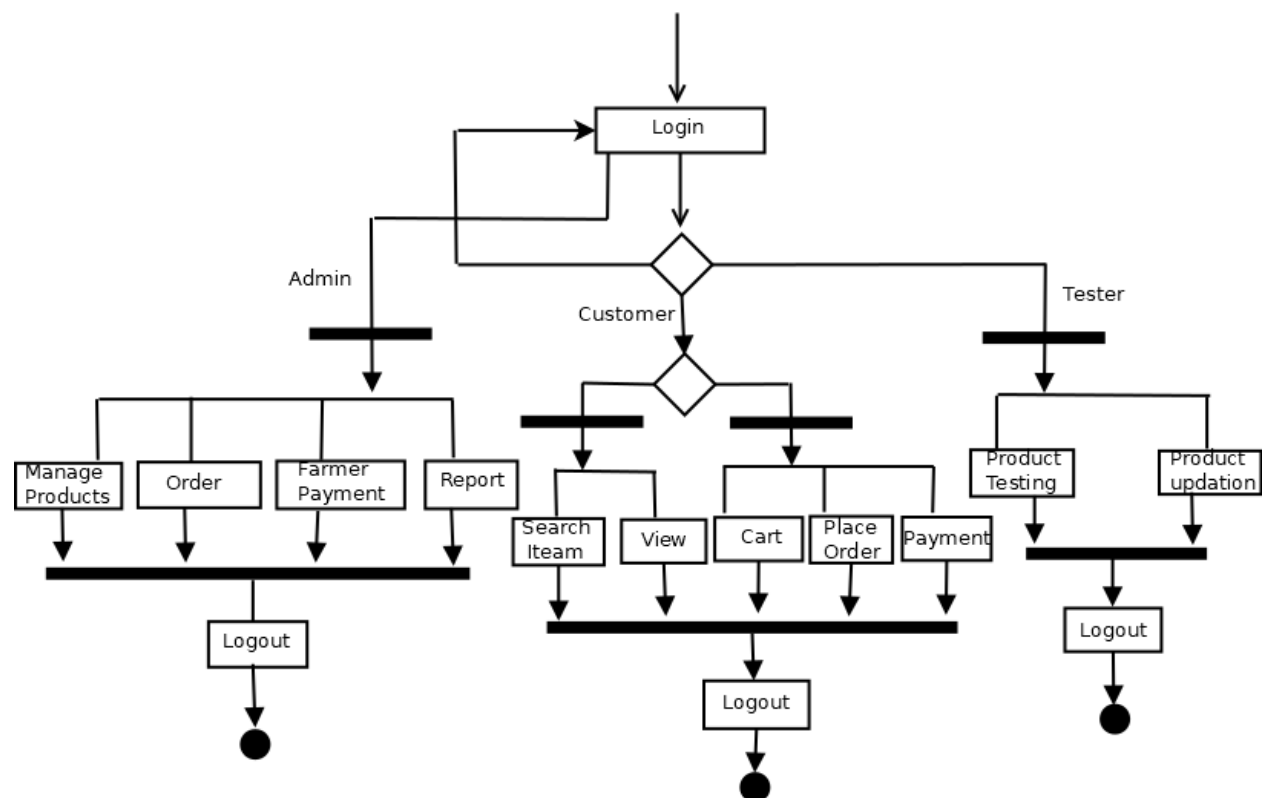 Login
Admin
Customer
Tester
Manage
Products
Order
Farmer
Payment
Report
Search
Iteam
View
Cart
Place
Order
Payment
Product
Testing
Product
updation
Logout
Logout
Logout